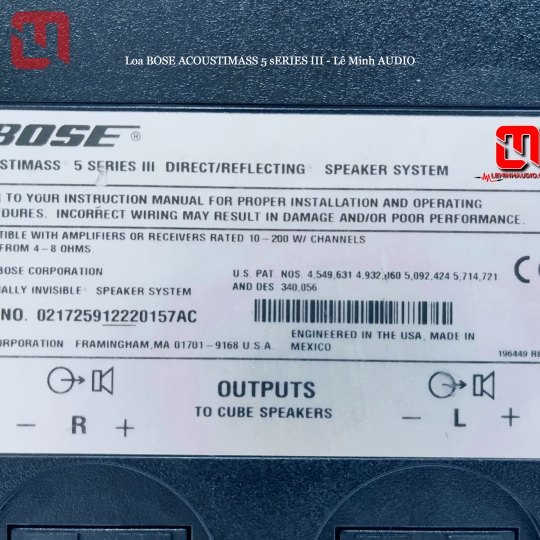 Loa BOSE ACOUSTIMASS 5 sERIES III - Lê Minh AUDIO
BOSE ®
STIMASS 5 SERIES III DIRECT/REFLECTING SPEAKER SYSTEM
G TO YOUR INSTRUCTION MANUAL FOR PROPER INSTALLATION AND OPERATING
EDURES. INCORRECT WIRING MAY RESULT IN DAMAGE AND/OR POOR PERFORMANCE.
TIBLE WITH AMPLIFIERS OR RECEIVERS RATED 10-200 W/ CHANNELS
FROM 4-8 OHMS.
BOSE CORPORATION
U.S. PAT. NOS. 4,549,631 4,932,060 5,092,424 5,714,721
AND DES. 340,056
ALLY INVISIBLE SPEAKER SYSTEM
NO. 021725912220157AC
ENGINEERED IN THE USA, MADE IN
MEXICO
ORPORATION FRAMINGHAM, MA 01701-9168 U.S.A.
196449 RE
OUTPUTS
TO CUBE SPEAKERS
- R +
- L +